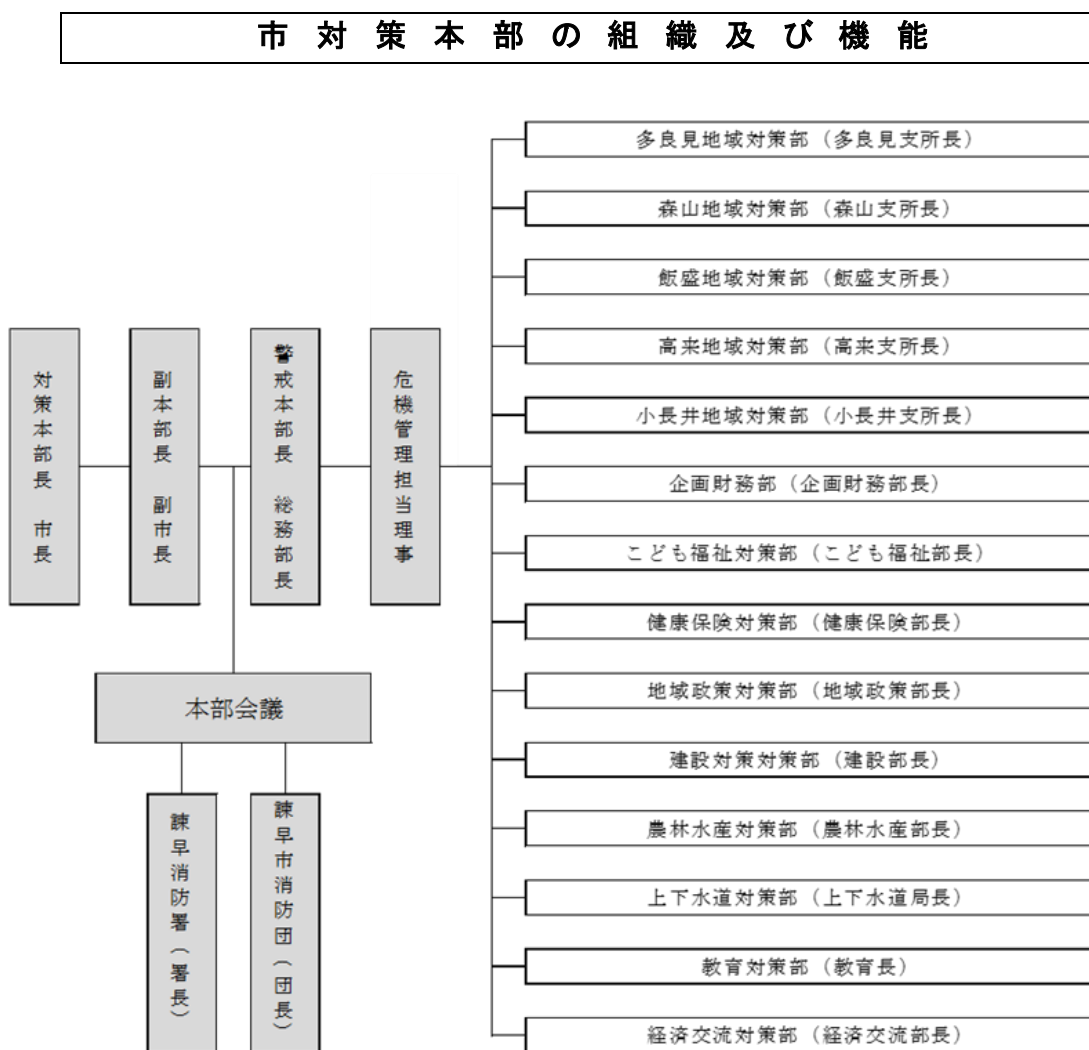 市対策本部の組織及び機能
対策本部長 市長
副本部長 副市長
警戒本部長 総務部長
危機管理担当理事
本部会議
諫早消防署（署長）
諫早市消防団（団長）
多良見地域対策部（多良見支所長）
森山地域対策部（森山支所長）
飯盛地域対策部（飯盛支所長）
高来地域対策部（高来支所長）
小長井地域対策部（小長井支所長）
企画財務部（企画財務部長）
こども福祉対策部（こども福祉部長）
健康保険対策部（健康保険部長）
地域政策対策部（地域政策部長）
建設対策対策部（建設部長）
農林水産対策部（農林水産部長）
上下水道対策部（上下水道局長）
教育対策部（教育長）
経済交流対策部（経済交流部長）